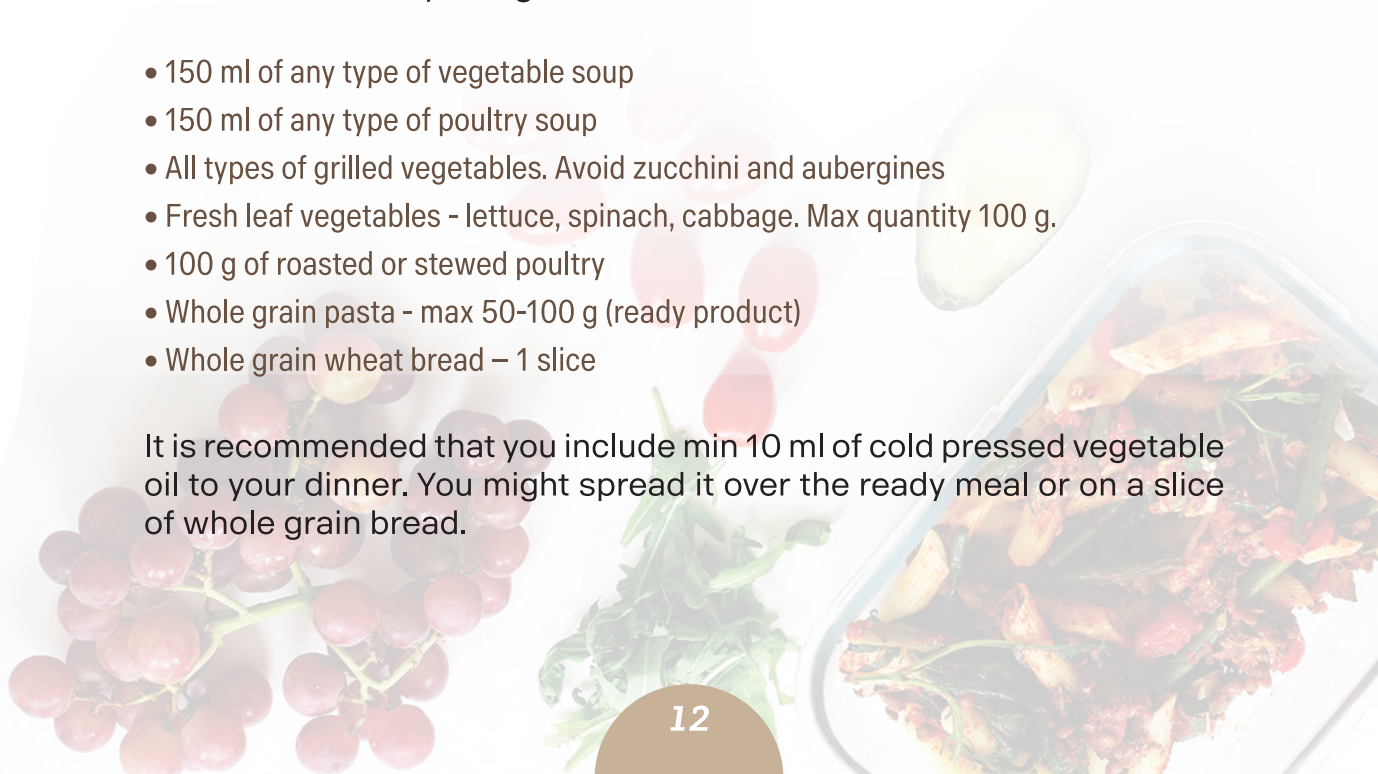 • 150 ml of any type of vegetable soup
• 150 ml of any type of poultry soup
• All types of grilled vegetables. Avoid zucchini and aubergines
• Fresh leaf vegetables - lettuce, spinach, cabbage. Max quantity 100 g.
• 100 g of roasted or stewed poultry
• Whole grain pasta - max 50-100 g (ready product)
• Whole grain wheat bread – 1 slice
It is recommended that you include min 10 ml of cold pressed vegetable
oil to your dinner. You might spread it over the ready meal or on a slice
of whole grain bread.
12